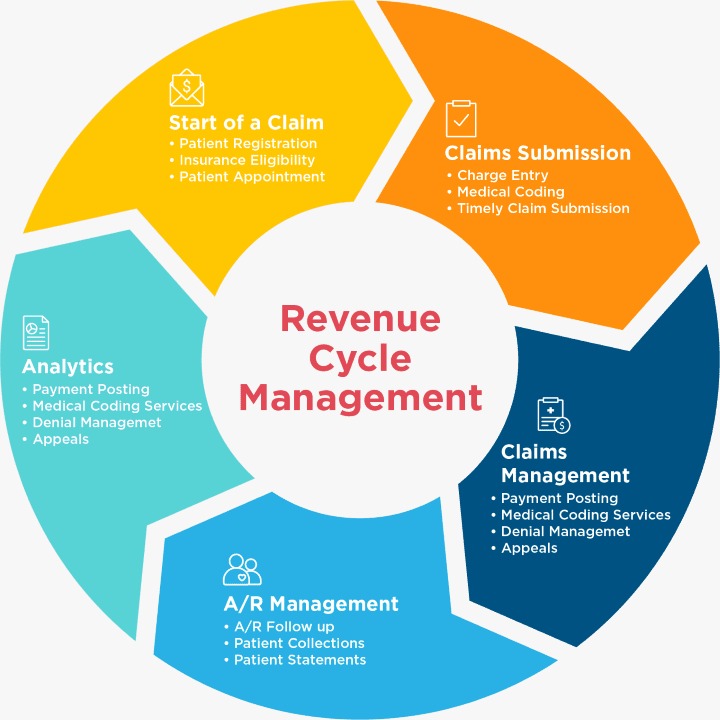 Revenue
Cycle
Management
Start of a Claim
• Patient Registration
• Insurance Eligibility
• Patient Appointment
Claims Submission
• Charge Entry
• Medical Coding
• Timely Claim Submission
Claims
Management
• Payment Posting
• Medical Coding Services
• Denial Managemet
• Appeals
A/R Management
• A/R Follow up
• Patient Collections
• Patient Statements
Analytics
• Payment Posting
• Medical Coding Services
• Denial Managemet
• Appeals